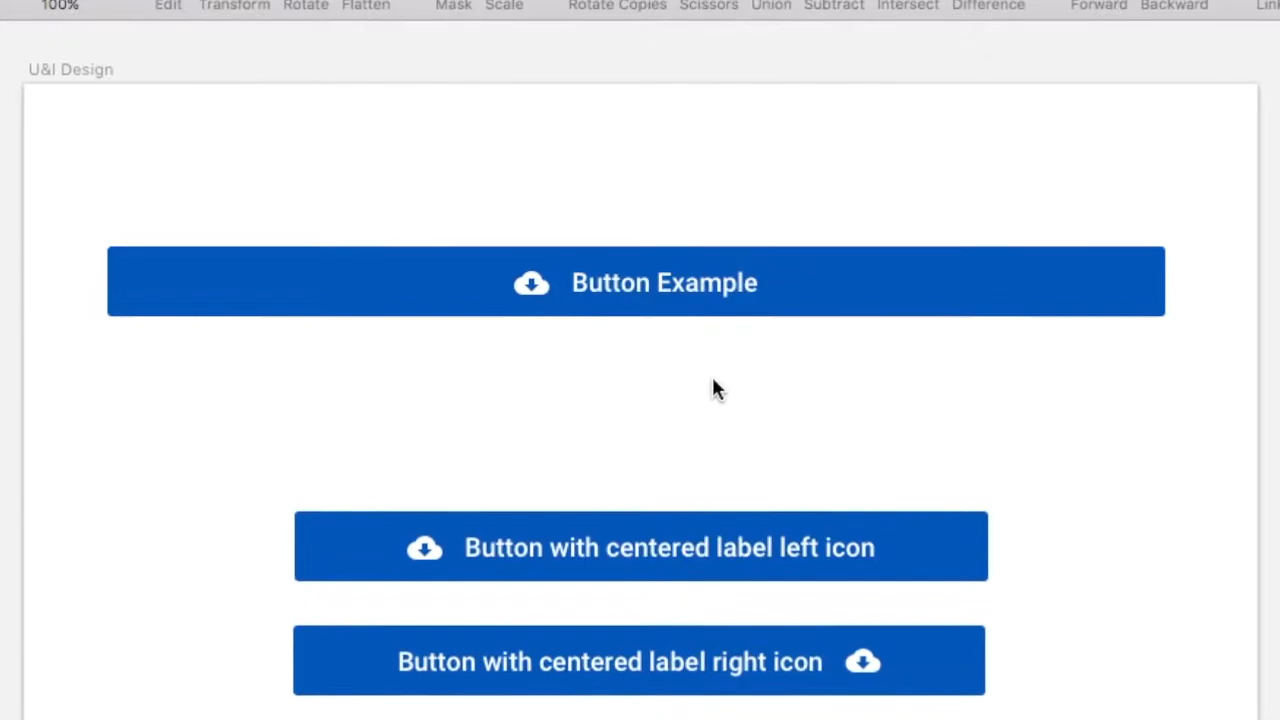 100% Edit Transform Rotate Flatten Mask Scale Rotate Copies Scissors Union Subtract Intersect Difference Forward Backward
U&I Design
Button Example
Button with centered label left icon
Button with centered label right icon